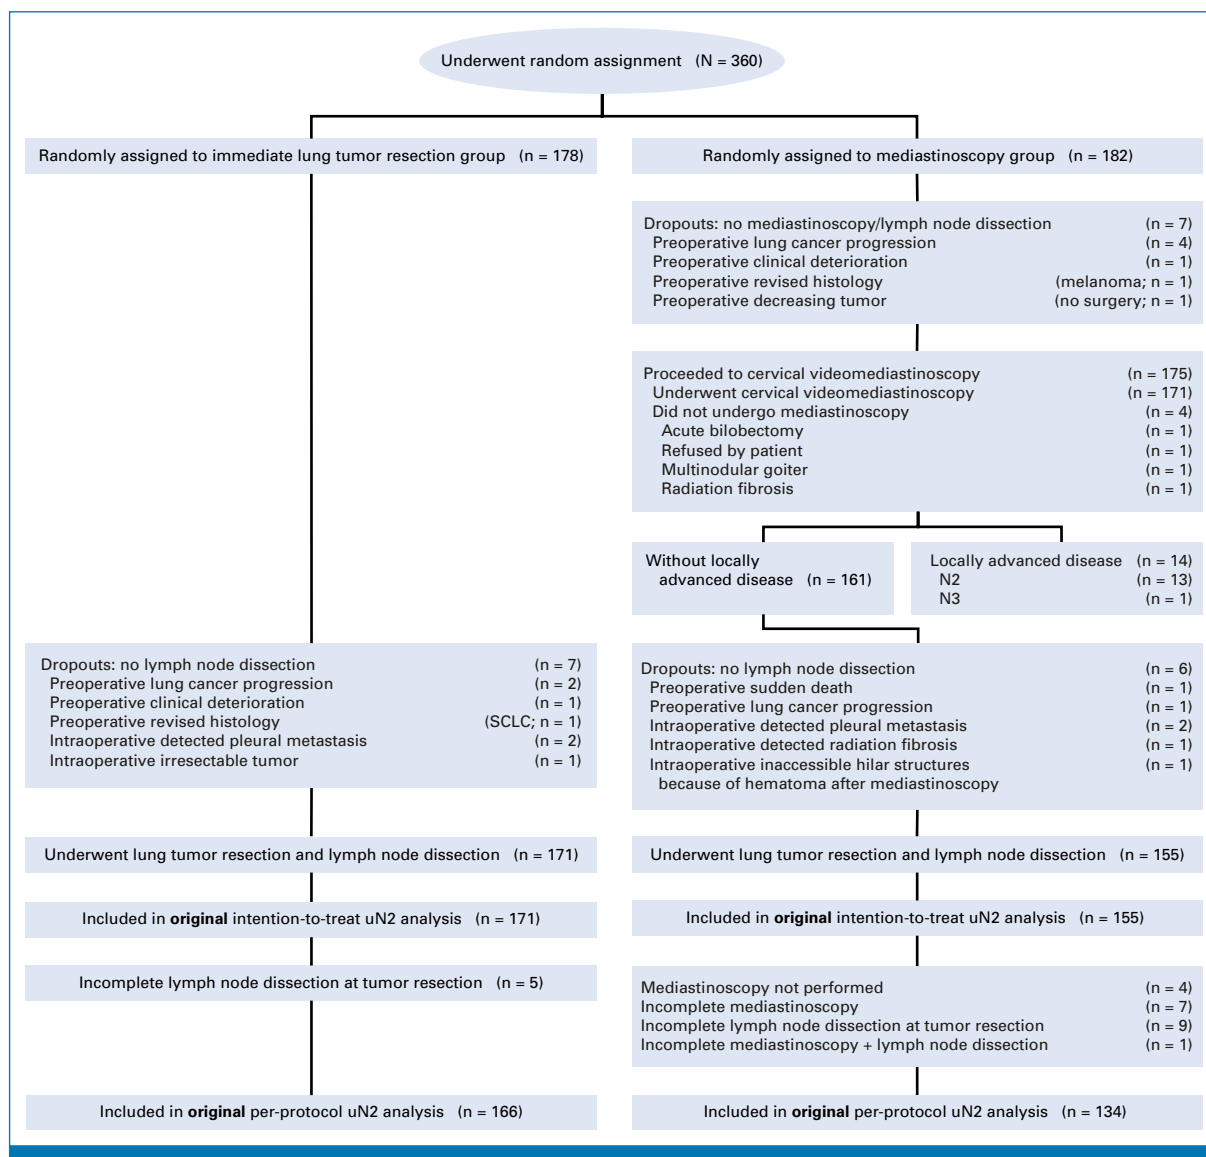 Underwent random assignment (N = 360)
Randomly assigned to immediate lung tumor resection group (n = 178)
Randomly assigned to mediastinoscopy group (n = 182)
Dropouts: no mediastinoscopy/lymph node dissection (n = 7)
Preoperative lung cancer progression (n = 4)
Preoperative clinical deterioration (n = 1)
Preoperative revised histology (melanoma; n = 1)
Preoperative decreasing tumor (no surgery; n = 1)
Proceeded to cervical videomediastinoscopy (n = 175)
Underwent cervical videomediastinoscopy (n = 171)
Did not undergo mediastinoscopy (n = 4)
Acute bilobectomy (n = 1)
Refused by patient (n = 1)
Multinodular goiter (n = 1)
Radiation fibrosis (n = 1)
Without locally
advanced disease (n = 161)
Locally advanced disease (n = 14)
N2 (n = 13)
N3 (n = 1)
Dropouts: no lymph node dissection (n = 7)
Preoperative lung cancer progression (n = 2)
Preoperative clinical deterioration (n = 1)
Preoperative revised histology (SCLC; n = 1)
Intraoperative detected pleural metastasis (n = 2)
Intraoperative irresectable tumor (n = 1)
Dropouts: no lymph node dissection (n = 6)
Preoperative sudden death (n = 1)
Preoperative lung cancer progression (n = 1)
Intraoperative detected pleural metastasis (n = 2)
Intraoperative detected radiation fibrosis (n = 1)
Intraoperative inaccessible hilar structures (n = 1)
because of hematoma after mediastinoscopy
Underwent lung tumor resection and lymph node dissection (n = 171)
Underwent lung tumor resection and lymph node dissection (n = 155)
Included in original intention-to-treat uN2 analysis (n = 171)
Included in original intention-to-treat uN2 analysis (n = 155)
Incomplete lymph node dissection at tumor resection (n = 5)
Mediastinoscopy not performed (n = 4)
Incomplete mediastinoscopy (n = 7)
Incomplete lymph node dissection at tumor resection (n = 9)
Incomplete mediastinoscopy + lymph node dissection (n = 1)
Included in original per-protocol uN2 analysis (n = 166)
Included in original per-protocol uN2 analysis (n = 134)